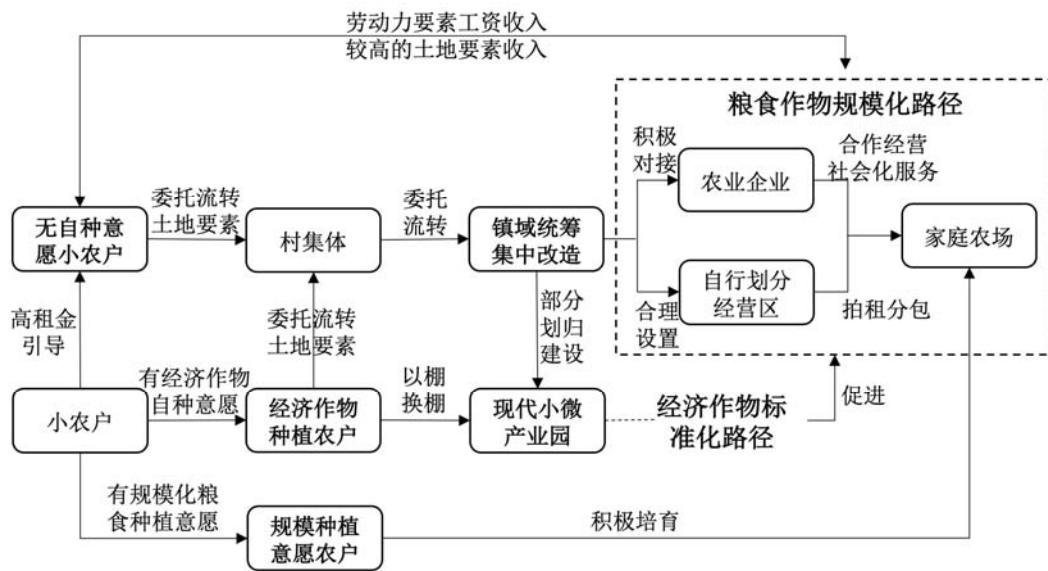 劳动力要素工资收入
较高的土地要素收入
粮食作物规模化路径
积极
对接
农业企业
合作经营
社会化服务
无自种意
愿小农户
委托流转
土地要素
村集体
委托
流转
镇域统筹
集中改造
家庭农场
自行划分
经营区
合理
设置
拍租分包
高租金
引导
委托流转
土地要素
部分
划归
建设
小农户
有经济作物
自种意愿
经济作物
种植农户
以棚
换棚
现代小微
产业园
经济作物标
准化路径
促进
有规模化粮
食种植意愿
规模种植
意愿农户
积极培育